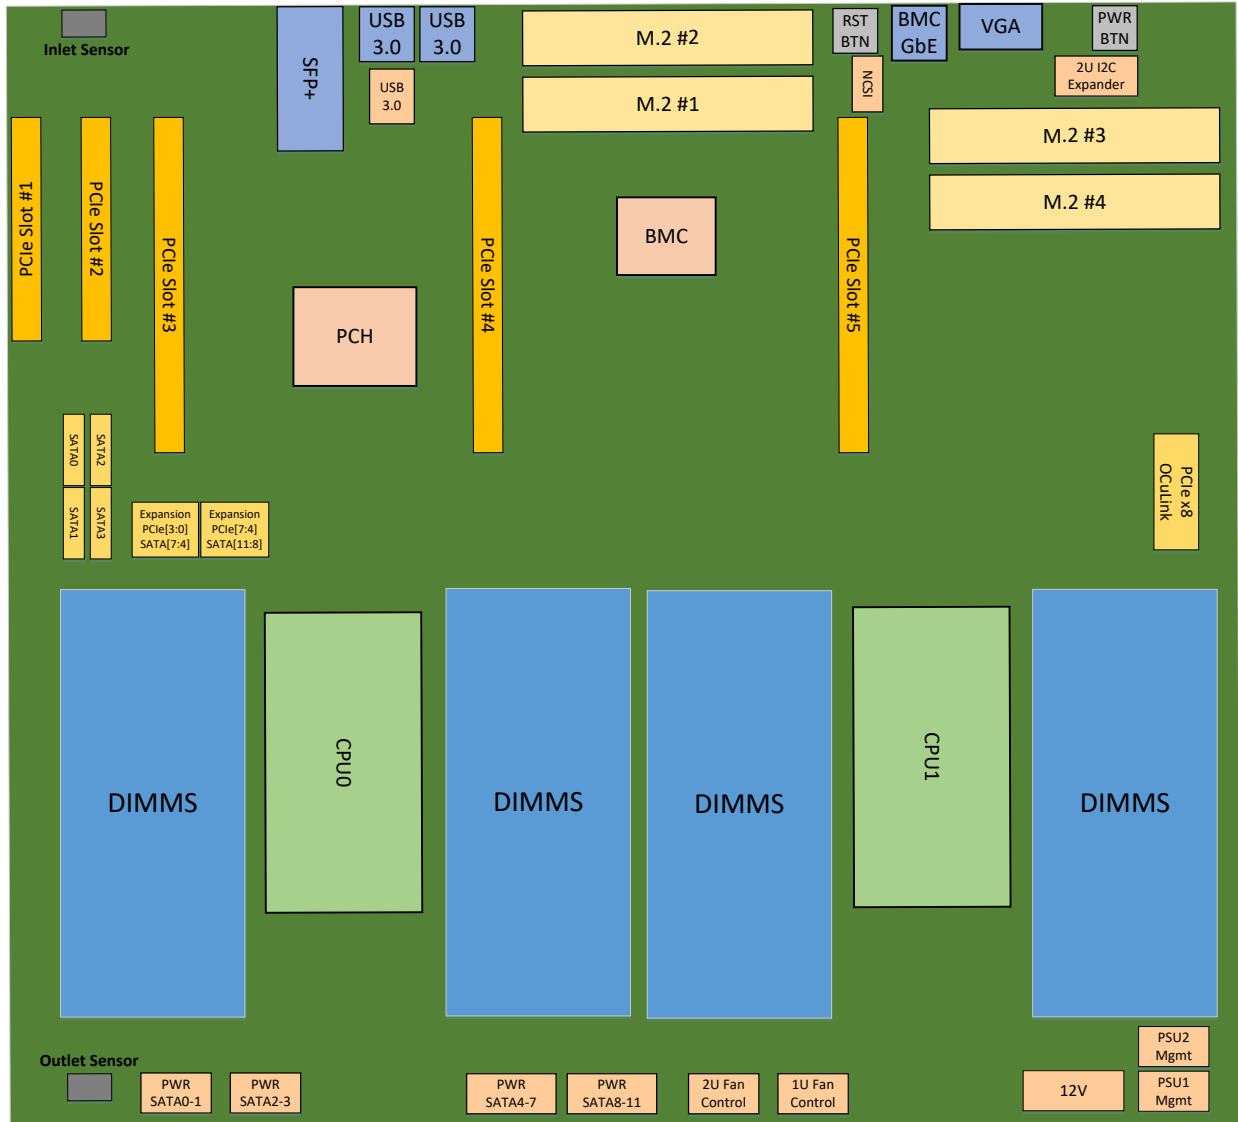 Inlet Sensor
SFP+
USB
3.0
USB
3.0
USB
3.0
M.2 #2
M.2 #1
RST
BTN
BMC
GbE
VGA
PWR
BTN
NCSI
2U I2C
Expander
M.2 #3
M.2 #4
PCIe Slot #1
PCIe Slot #2
PCIe Slot #3
PCIe Slot #4
PCIe Slot #5
BMC
PCH
SATA0
SATA2
SATA1
SATA3
Expansion
PCIe[3:0]
SATA[7:4]
Expansion
PCIe[7:4]
SATA[11:8]
PCIe x8
OCuLink
DIMMS
CPU0
DIMMS
DIMMS
CPU1
DIMMS
Outlet Sensor
PWR
SATA0-1
PWR
SATA2-3
PWR
SATA4-7
PWR
SATA8-11
2U Fan
Control
1U Fan
Control
12V
PSU2
Mgmt
PSU1
Mgmt